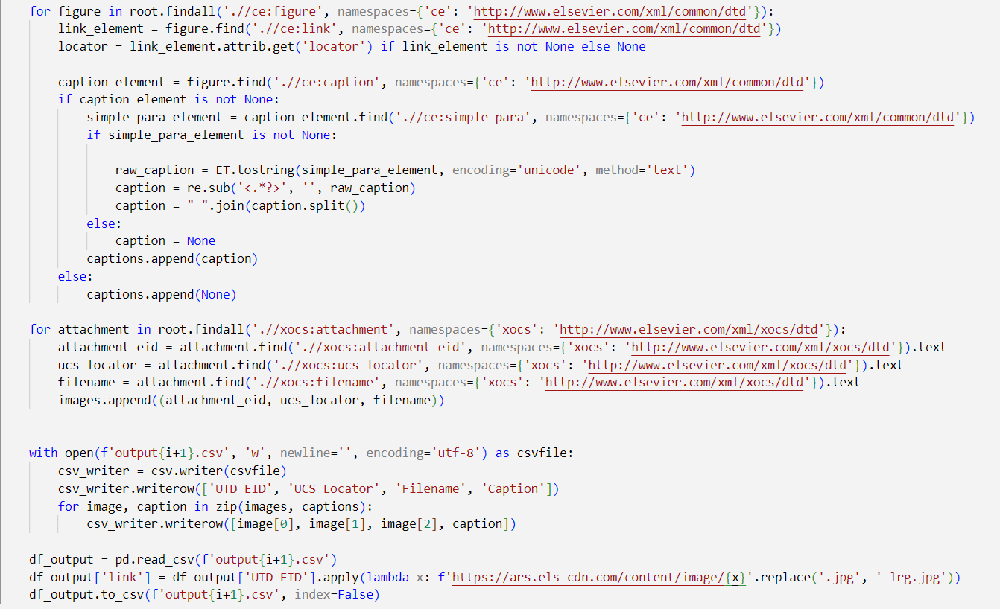 for figure in root.findall('.//ce:figure', namespaces={'ce': 'http://www.elsevier.com/xml/common/dtd'}):
    link_element = figure.find('.//ce:link', namespaces={'ce': 'http://www.elsevier.com/xml/common/dtd'})
    locator = link_element.attrib.get('locator') if link_element is not None else None

    caption_element = figure.find('.//ce:caption', namespaces={'ce': 'http://www.elsevier.com/xml/common/dtd'})
    if caption_element is not None:
        simple_para_element = caption_element.find('.//ce:simple-para', namespaces={'ce': 'http://www.elsevier.com/xml/common/dtd'})
        if simple_para_element is not None:

            raw_caption = ET.tostring(simple_para_element, encoding='unicode', method='text')
            caption = re.sub('<.*?>', '', raw_caption)
            caption = " ".join(caption.split())
        else:
            caption = None
        captions.append(caption)
    else:
        captions.append(None)

for attachment in root.findall('.//xocs:attachment', namespaces={'xocs': 'http://www.elsevier.com/xml/xocs/dtd'}):
    attachment_eid = attachment.find('.//xocs:attachment-eid', namespaces={'xocs': 'http://www.elsevier.com/xml/xocs/dtd'}).text
    ucs_locator = attachment.find('.//xocs:ucs-locator', namespaces={'xocs': 'http://www.elsevier.com/xml/xocs/dtd'}).text
    filename = attachment.find('.//xocs:filename', namespaces={'xocs': 'http://www.elsevier.com/xml/xocs/dtd'}).text
    images.append((attachment_eid, ucs_locator, filename))

with open(f'output{i+1}.csv', 'w', newline='', encoding='utf-8') as csvfile:
    csv_writer = csv.writer(csvfile)
    csv_writer.writerow(['UTD EID', 'UCS Locator', 'Filename', 'Caption'])
    for image, caption in zip(images, captions):
        csv_writer.writerow([image[0], image[1], image[2], caption])

df_output = pd.read_csv(f'output{i+1}.csv')
df_output['link'] = df_output['UTD EID'].apply(lambda x: f'https://ars.els-cdn.com/content/image/{x}'.replace('.jpg', '_lrg.jpg'))
df_output.to_csv(f'output{i+1}.csv', index=False)